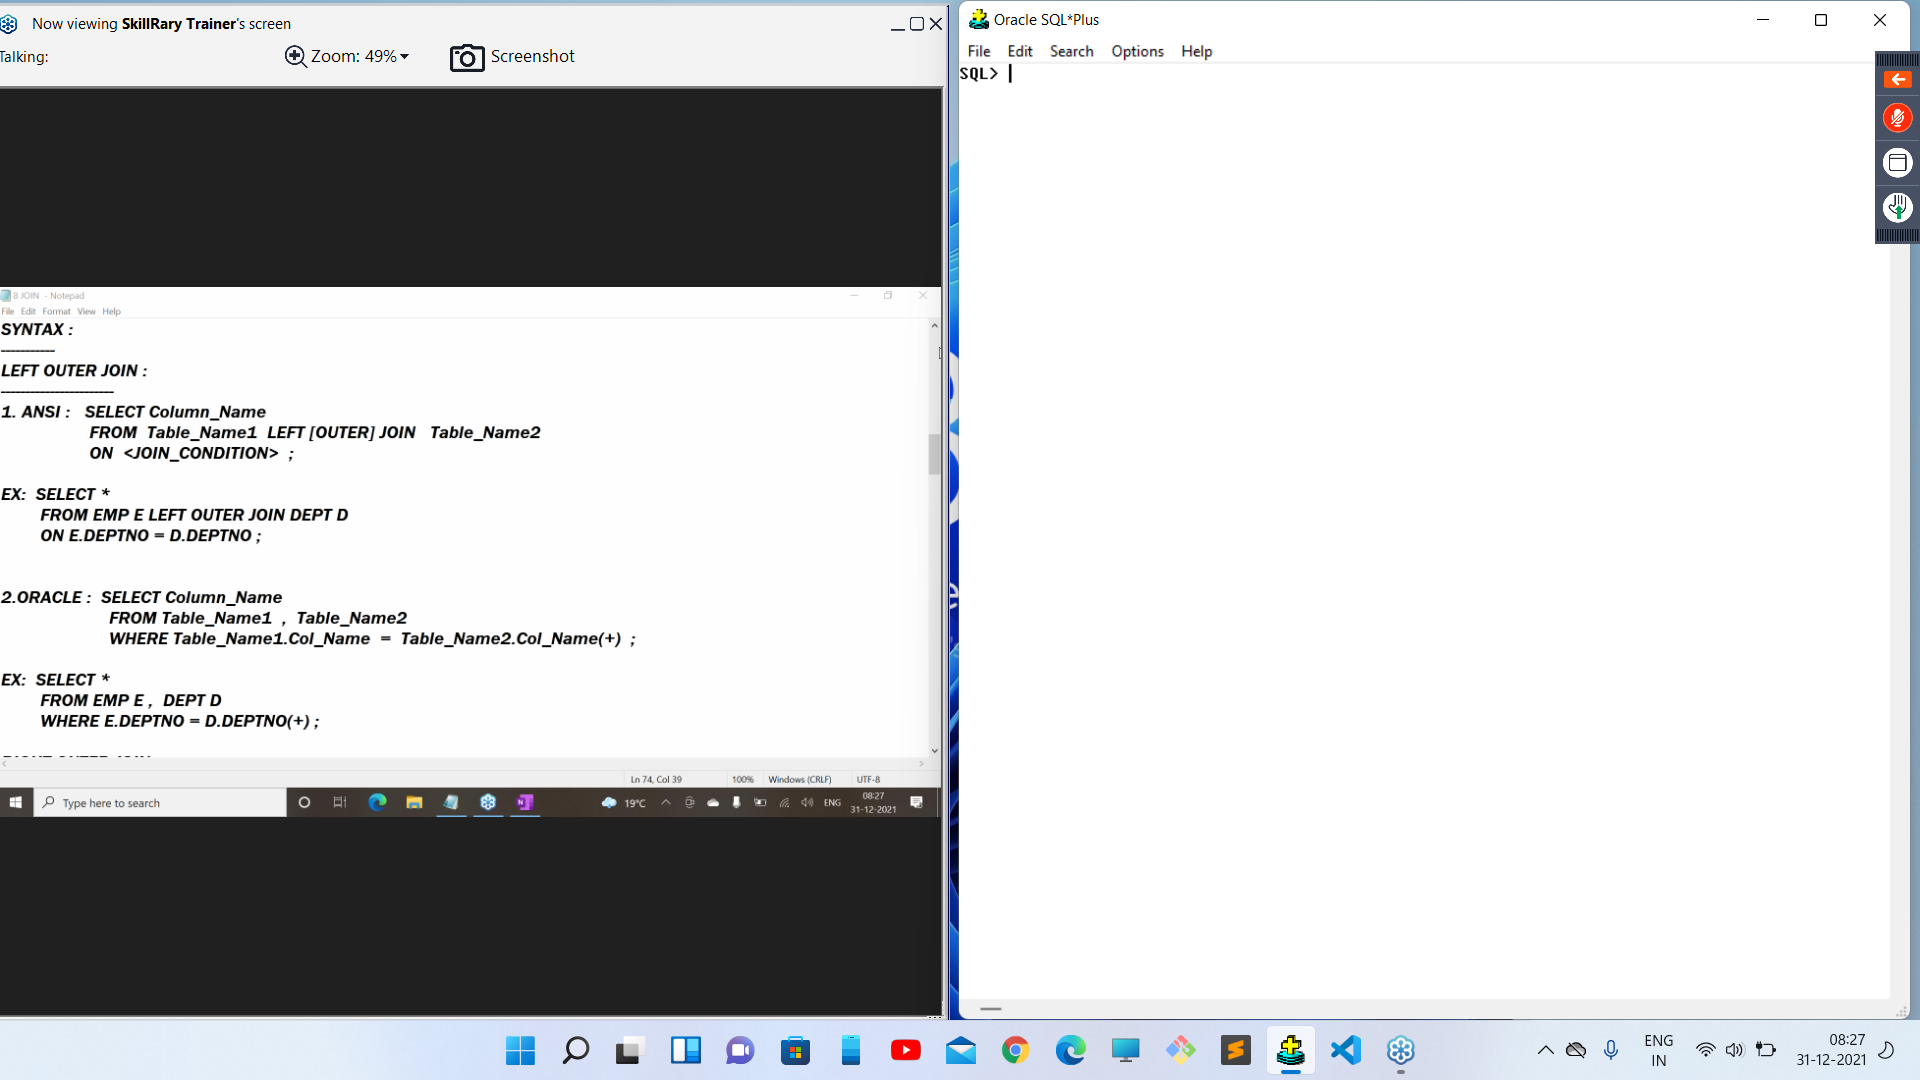 Now viewing SkillRary Trainer's screen
Talking:
Zoom: 49%
Screenshot
8 JOIN - Notepad
File Edit Format View Help
SYNTAX :
-----------
LEFT OUTER JOIN :
-----------------------
1. ANSI : SELECT Column_Name
FROM Table_Name1 LEFT [OUTER] JOIN Table_Name2
ON <JOIN_CONDITION> ;
EX: SELECT *
FROM EMP E LEFT OUTER JOIN DEPT D
ON E.DEPTNO = D.DEPTNO ;
2.ORACLE : SELECT Column_Name
FROM Table_Name1 , Table_Name2
WHERE Table_Name1.Col_Name = Table_Name2.Col_Name(+) ;
EX: SELECT *
FROM EMP E , DEPT D
WHERE E.DEPTNO = D.DEPTNO(+) ;
Ln 74, Col 39
100%
Windows (CRLF)
UTF-8
Type here to search
19°C
ENG
08:27
31-12-2021
Oracle SQL*Plus
File Edit Search Options Help
SQL>
ENG
IN
08:27
31-12-2021